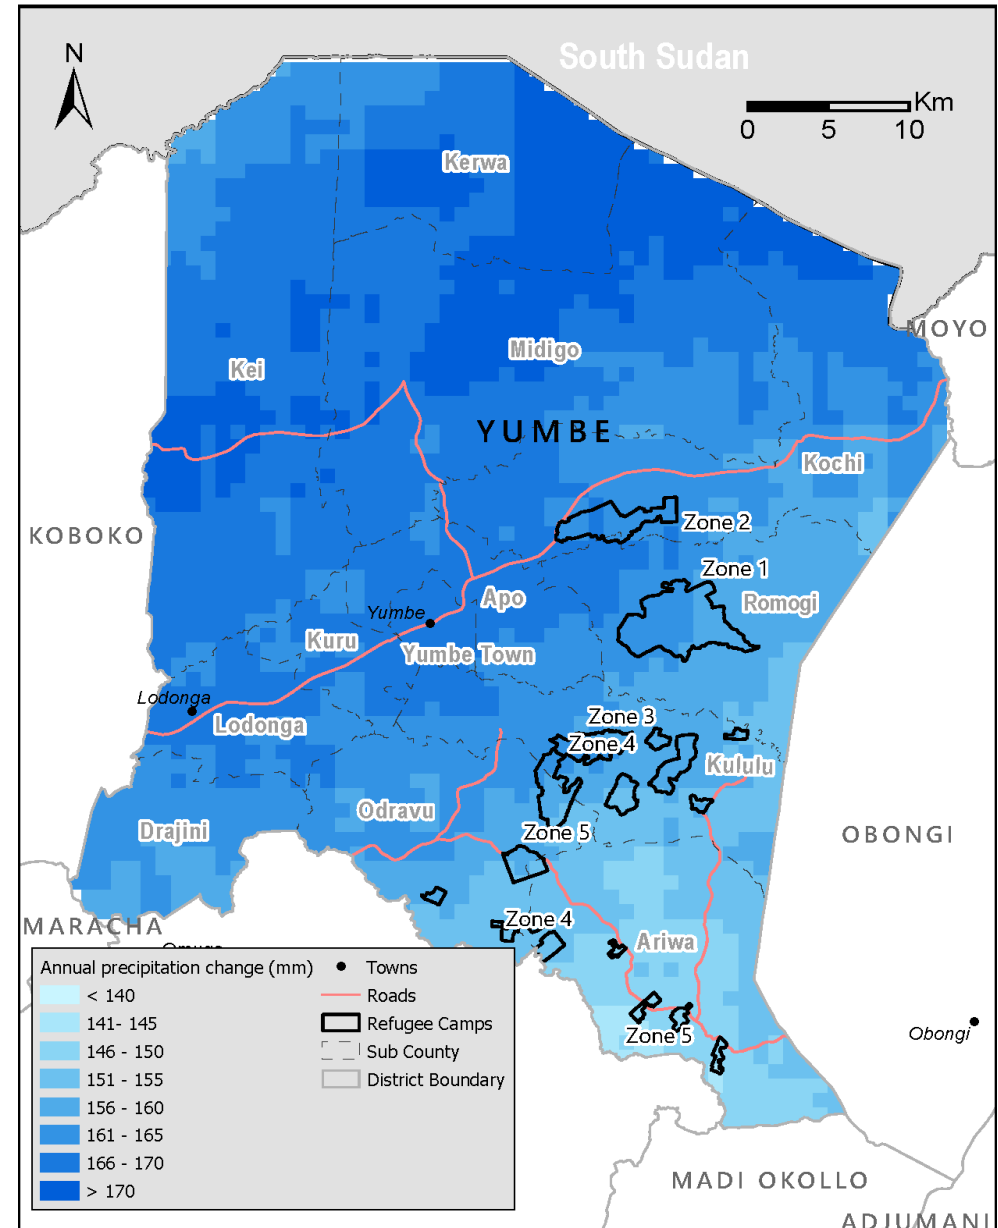 South Sudan
N
Km
0 5 10
Kerwa
MOYO
Midigo
Kei
YUMBE
Kochi
Zone 2
KOBOKO
Zone 1
Apo
Romogi
Yumbe
Kuru
Yumbe Town
Lodonga
Lodonga
Zone 3
Zone 4
Kululu
Odravu
Drajini
Zone 5
OBONGI
Zone 4
MARACHA
Ariwa
Zone 5
Obongi
Annual precipitation change (mm)
< 140
141- 145
146 - 150
151 - 155
156 - 160
161 - 165
166 - 170
> 170
Towns
Roads
Refugee Camps
Sub County
District Boundary
MADI OKOLLO
ADJUMANI